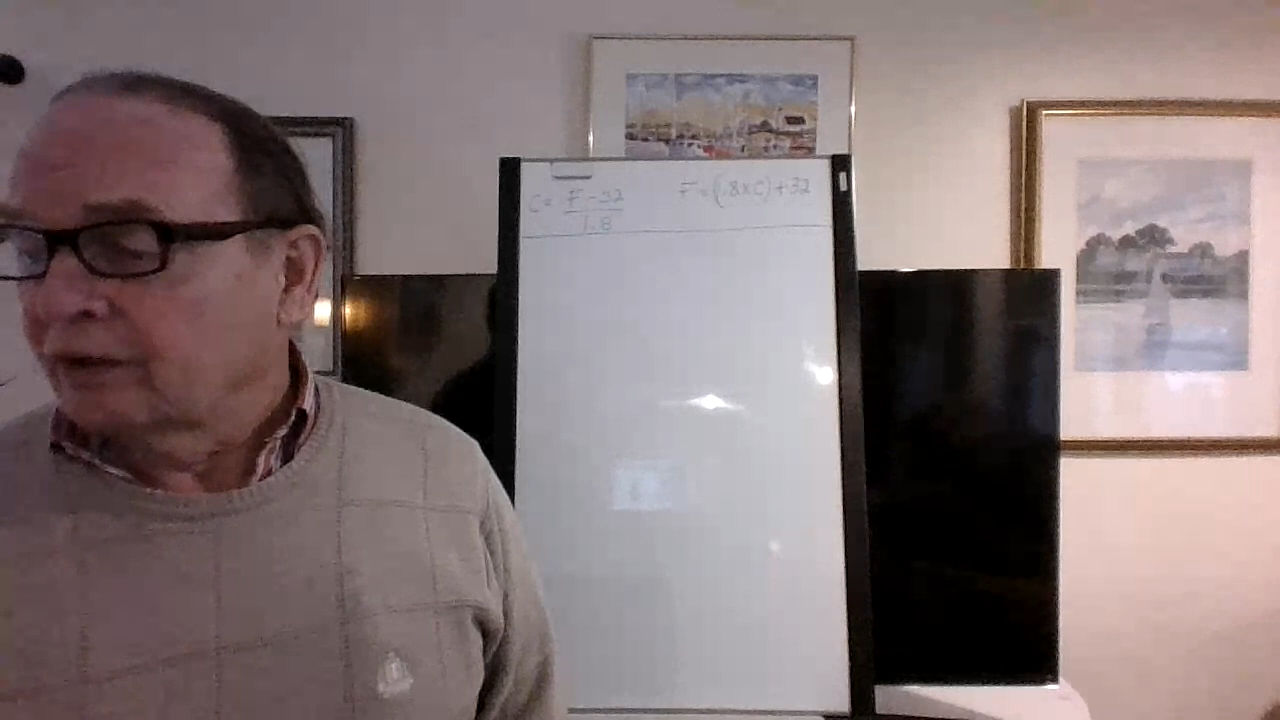 C = F - 32
1.8
F = (1.8 x C) + 32